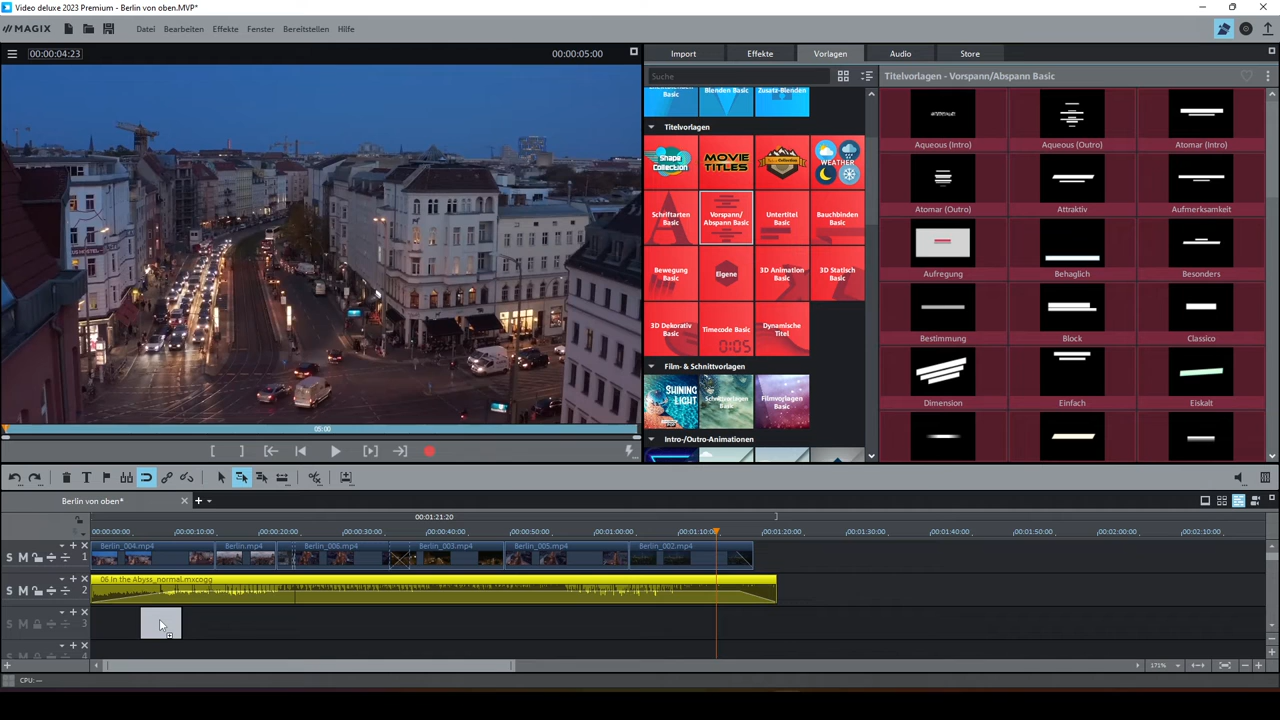 Video deluxe 2023 Premium - Berlin von oben.MVP*
MAGIX
Datei Bearbeiten Effekte Fenster Bereitstellen Hilfe
00:00:04:23 00:00:05:00
Import Effekte Vorlagen Audio Store
Suche
Titelvorlagen - Vorspann/Abspann Basic
Blenden Basic
Zusatz-Blenden
Titelvorlagen
Shape Collection
MOVIE TITLES
WEATHER
Schriftarten Basic
Vorspann/ Abspann Basic
Untertitel Basic
Bauchbinden Basic
Bewegung Basic
Eigene
3D Animation Basic
3D Statisch Basic
3D Dekorativ Basic
Timecode Basic
0:05
Dynamische Titel
Film- & Schnittvorlagen
SHINING LIGHT
Schnittvorlagen Basic
Filmvorlagen Basic
Intro-/Outro-Animationen
Aqueous (Intro) Aqueous (Outro) Atomar (Intro)
Atomar (Outro) Attraktiv Aufmerksamkeit
Aufregung Behaglich Besonders
Bestimmung Block Classico
Dimension Einfach Eiskalt
05:00
Berlin von oben*
00:01:21:20
00:00:00:00 00:00:10:00 00:00:20:00 00:00:30:00 00:00:40:00 00:00:50:00 00:01:00:00 00:01:10:00 00:01:20:00 00:01:30:00 00:01:40:00 00:01:50:00 00:02:00:00 00:02:10:00
Berlin_004.mp4 Berlin.mp4 Berlin_006.mp4 Berlin_003.mp4 Berlin_005.mp4 Berlin_002.mp4
S M 1
06 In the Abyss_normal.mxcogg
S M 2
S M 3
S M 4
171%
CPU: —